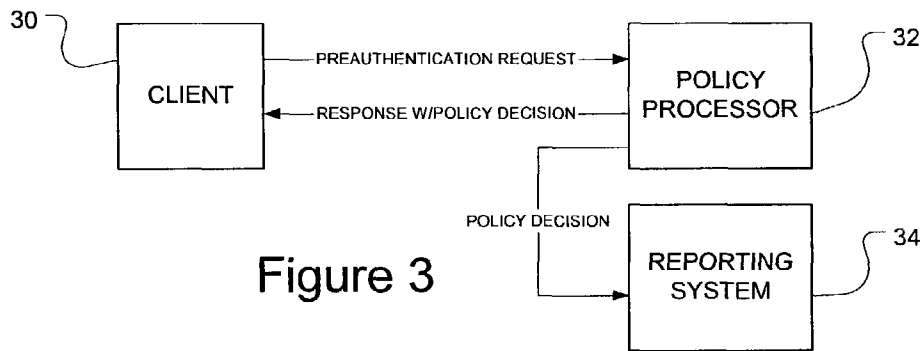 30
CLIENT
PREAUTHENTICATION REQUEST
RESPONSE W/POLICY DECISION
POLICY
PROCESSOR
32
POLICY DECISION
REPORTING
SYSTEM
34
Figure 3